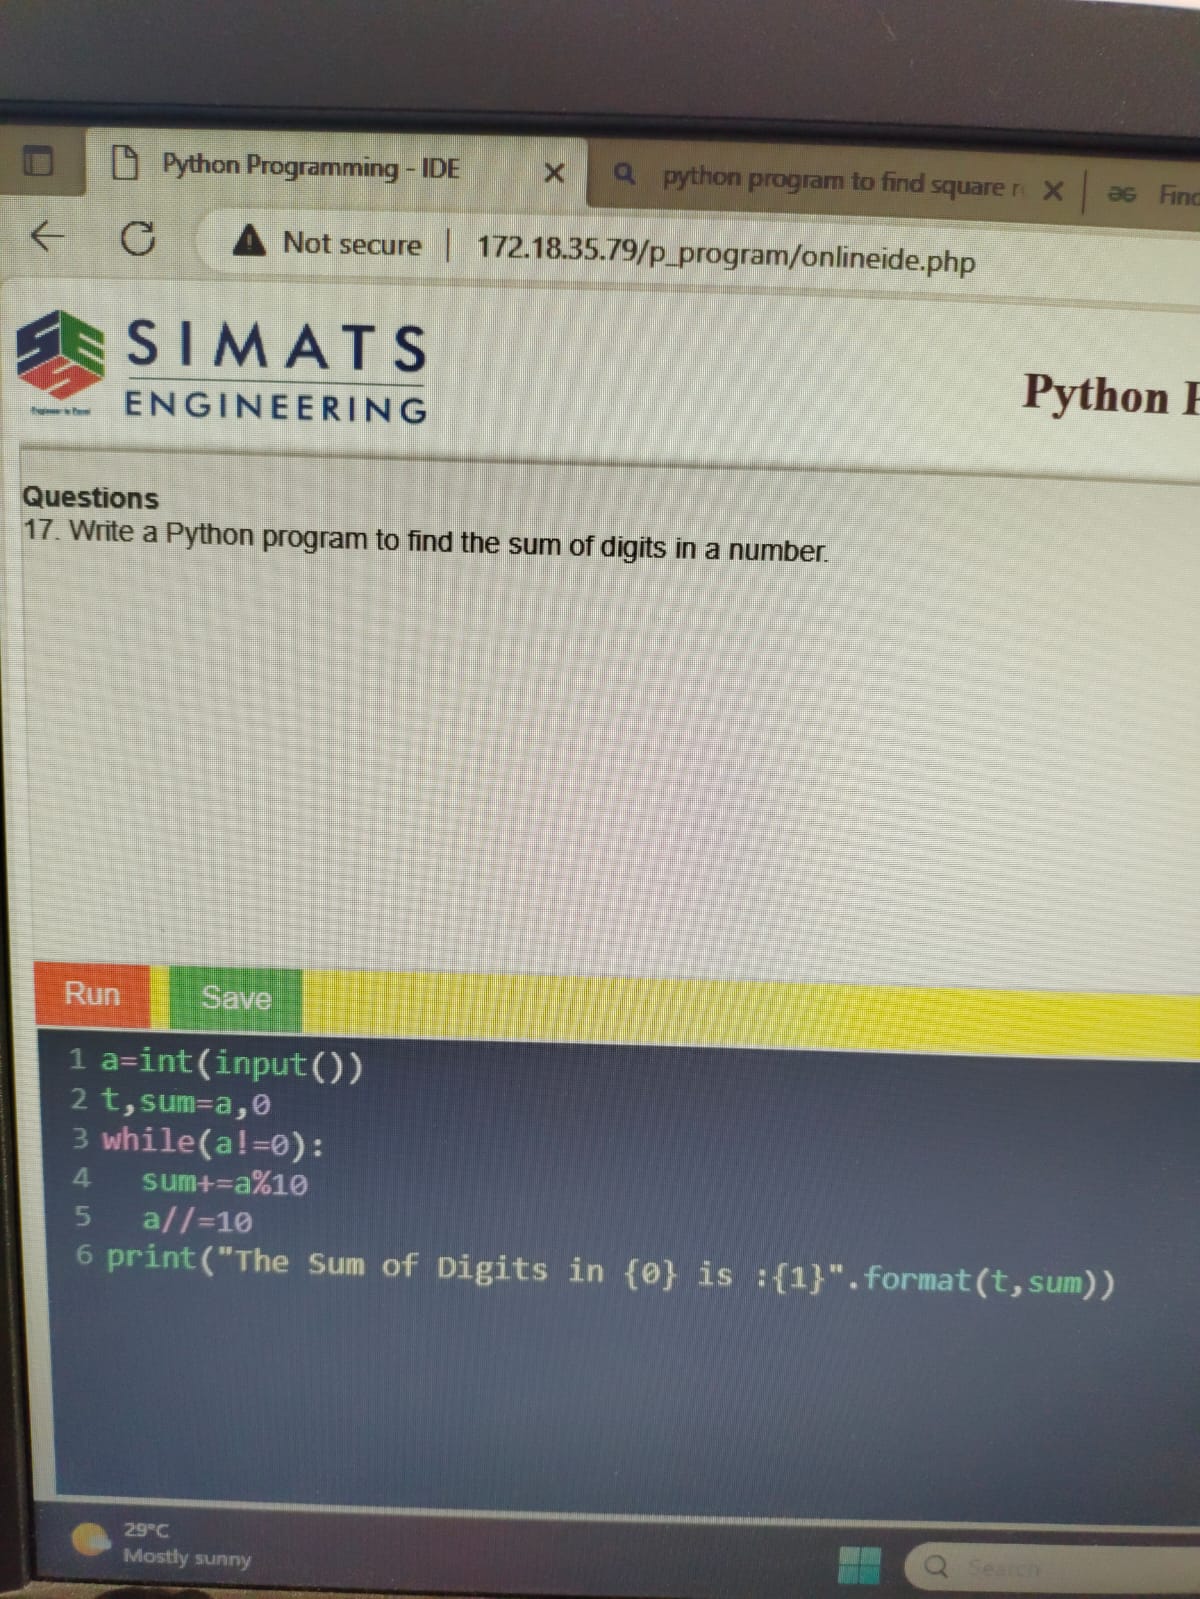 Python Programming - IDE
python program to find square r
Find
Not secure | 172.18.35.79/p_program/onlineide.php
SIMATS
ENGINEERING
Python P
Questions
17. Write a Python program to find the sum of digits in a number.
Run
Save
1 a=int(input())
2 t,sum=a,0
3 while(a!=0):
4 sum+=a%10
5 a//=10
6 print("The Sum of Digits in {0} is :{1}".format(t,sum))
29°C
Mostly sunny
Search